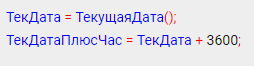 ТекДата = ТекущаяДата();
ТекДатаПлюсЧас = ТекДата + 3600;